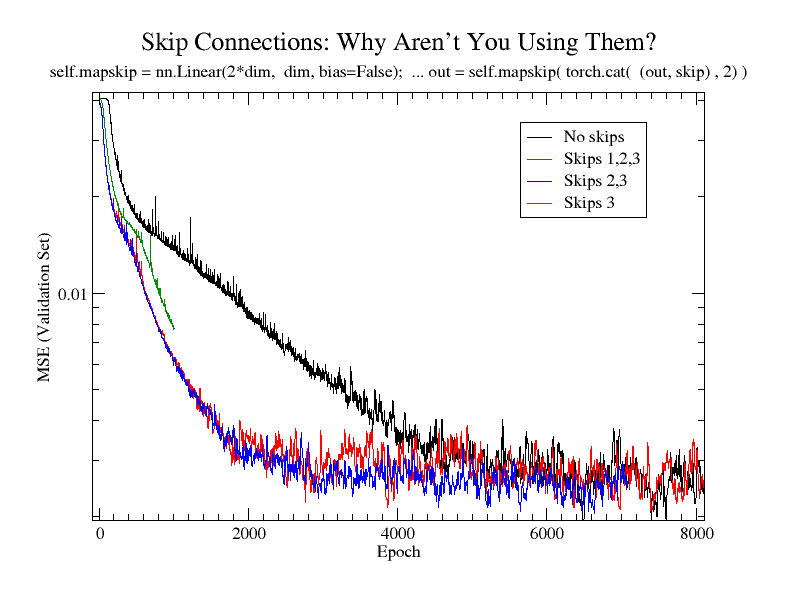 Skip Connections: Why Aren't You Using Them?
self.mapskip = nn.Linear(2*dim, dim, bias=False); ... out = self.mapskip( torch.cat( (out, skip) , 2) )
No skips
Skips 1,2,3
Skips 2,3
Skips 3
MSE (Validation Set)
0.01
0 2000 4000 6000 8000
Epoch